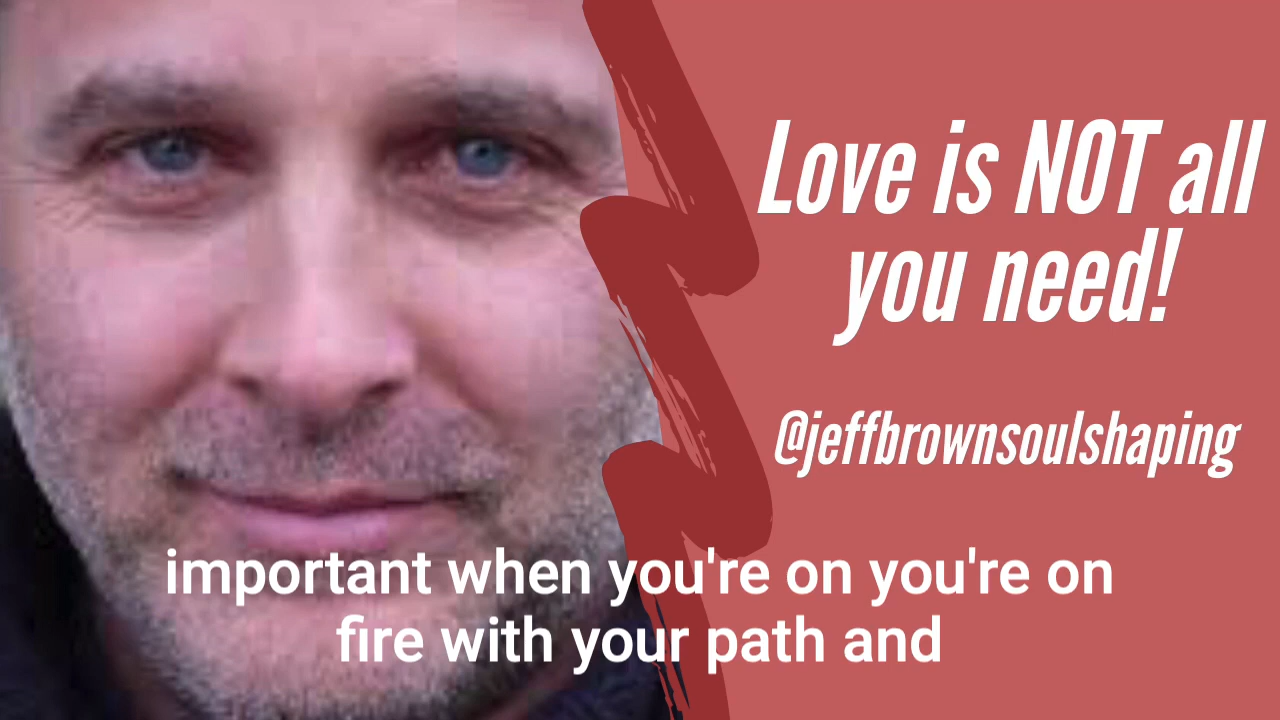 Love is NOT all
you need!
@jeffbrownsoulshaping
important when you're on you're on
fire with your path and